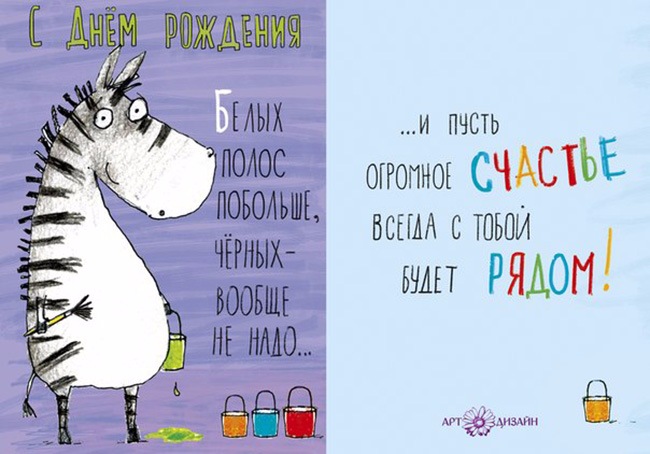 С Днём рождения
Белых
полос
побольше,
чёрных–
вообще
не надо...
...и пусть
огромное СЧАСТЬЕ
всегда с тобой
будет РЯДОМ!
АРТ ДИЗАЙН